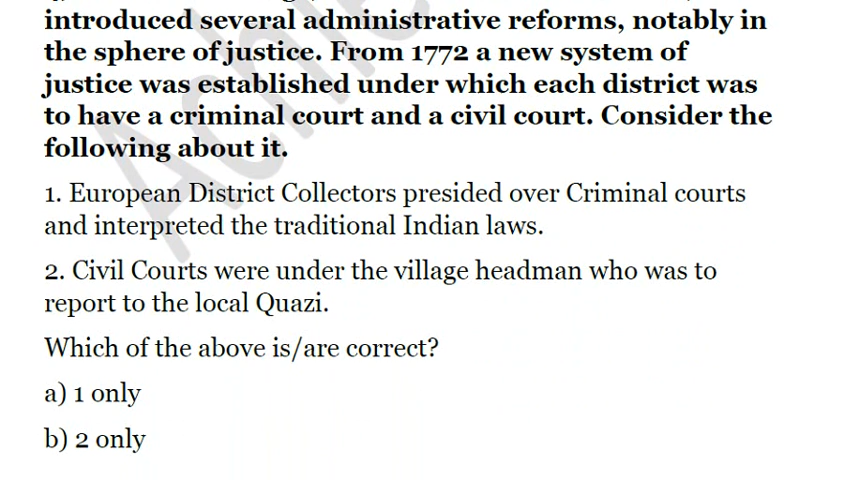 introduced several administrative reforms, notably in
the sphere of justice. From 1772 a new system of
justice was established under which each district was
to have a criminal court and a civil court. Consider the
following about it.
1. European District Collectors presided over Criminal courts
and interpreted the traditional Indian laws.
2. Civil Courts were under the village headman who was to
report to the local Quazi.
Which of the above is/are correct?
a) 1 only
b) 2 only